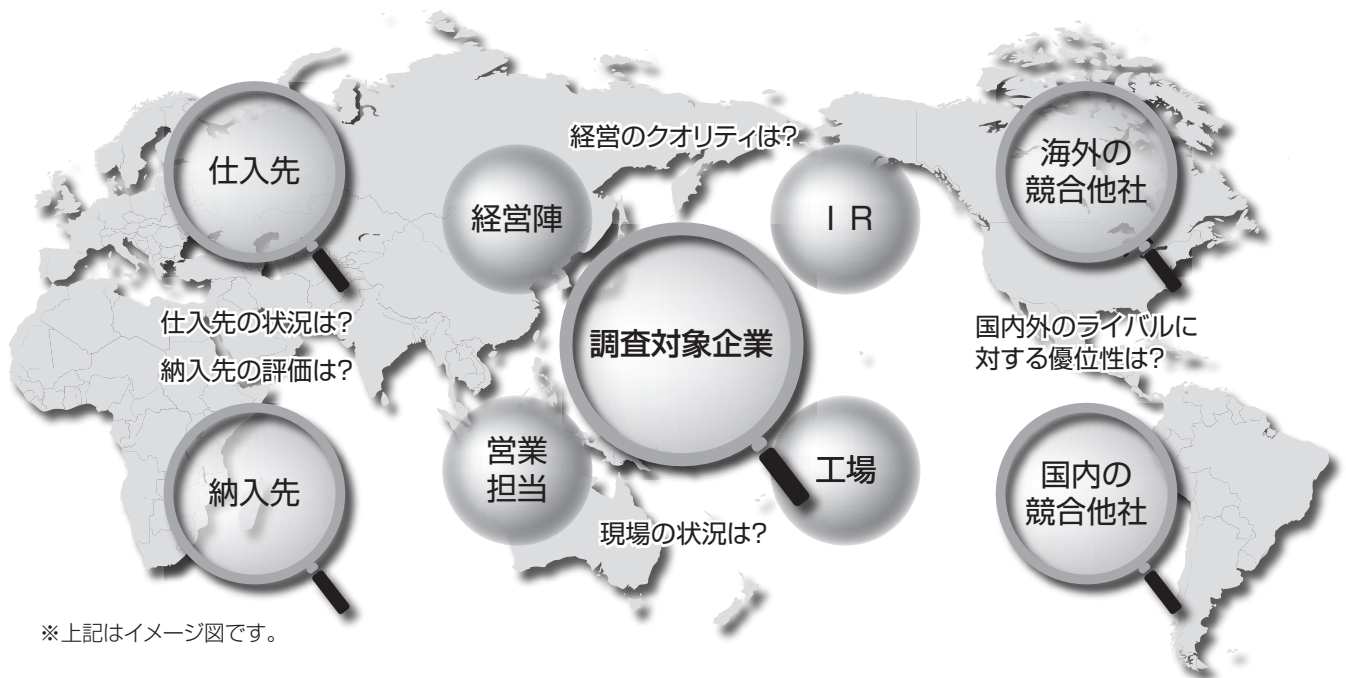 経営のクオリティは?
仕入先
経営陣
I R
海外の
競合他社
仕入先の状況は?
納入先の評価は?
調査対象企業
国内外のライバルに
対する優位性は?
納入先
営業
担当
工場
国内の
競合他社
現場の状況は?
※上記はイメージ図です。